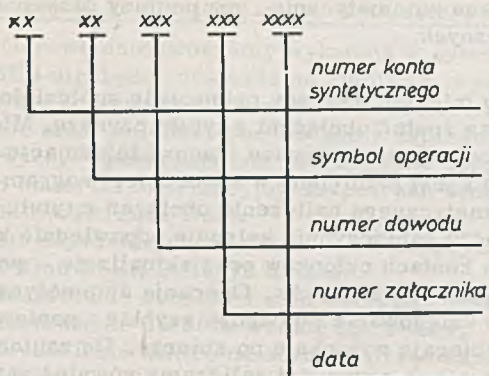 xx xx xxx xxx xxxx
numer konta
syntetycznego
symbol operacji
numer dowodu
numer załącznika
data